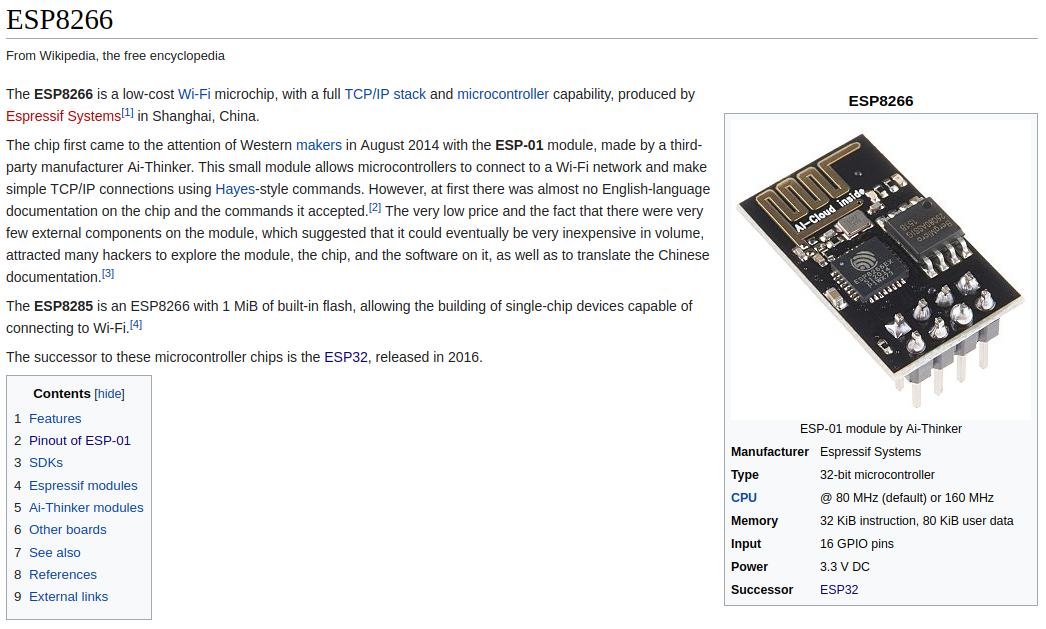 ESP8266
From Wikipedia, the free encyclopedia
The ESP8266 is a low-cost Wi-Fi microchip, with a full TCP/IP stack and microcontroller capability, produced by
Espressif Systems[1] in Shanghai, China.
The chip first came to the attention of Western makers in August 2014 with the ESP-01 module, made by a third-
party manufacturer Ai-Thinker. This small module allows microcontrollers to connect to a Wi-Fi network and make
simple TCP/IP connections using Hayes-style commands. However, at first there was almost no English-language
documentation on the chip and the commands it accepted.[2] The very low price and the fact that there were very
few external components on the module, which suggested that it could eventually be very inexpensive in volume,
attracted many hackers to explore the module, the chip, and the software on it, as well as to translate the Chinese
documentation.[3]
The ESP8285 is an ESP8266 with 1 MiB of built-in flash, allowing the building of single-chip devices capable of
connecting to Wi-Fi.[4]
The successor to these microcontroller chips is the ESP32, released in 2016.
Contents [hide]
1 Features
2 Pinout of ESP-01
3 SDKs
4 Espressif modules
5 Ai-Thinker modules
6 Other boards
7 See also
8 References
9 External links
ESP8266
Ai-Cloud inside
ESP8266EX
ESP-01 module by Ai-Thinker
Manufacturer Espressif Systems
Type 32-bit microcontroller
CPU @ 80 MHz (default) or 160 MHz
Memory 32 KiB instruction, 80 KiB user data
Input 16 GPIO pins
Power 3.3 V DC
Successor ESP32